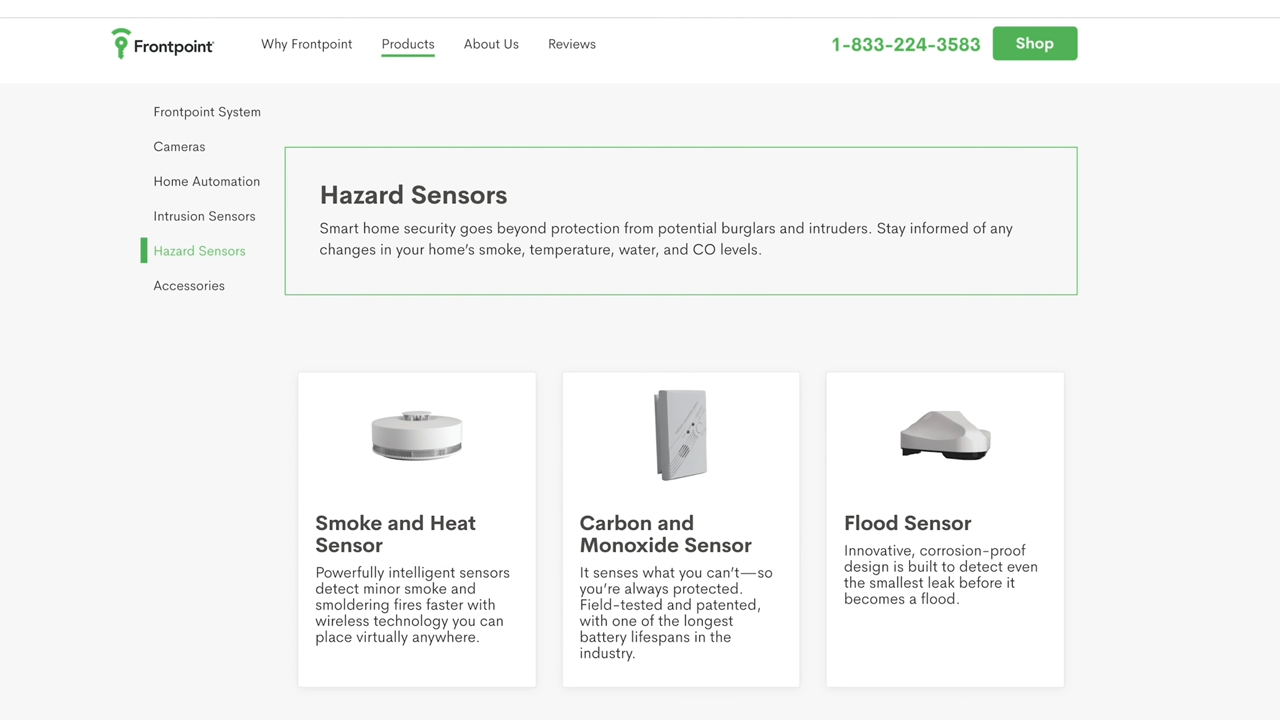 Frontpoint
Why Frontpoint
Products
About Us
Reviews
1-833-224-3583
Shop
Frontpoint System
Cameras
Home Automation
Intrusion Sensors
Hazard Sensors
Accessories
Hazard Sensors
Smart home security goes beyond protection from potential burglars and intruders. Stay informed of any
changes in your home's smoke, temperature, water, and CO levels.
Smoke and Heat
Sensor
Powerfully intelligent sensors
detect minor smoke and
smoldering fires faster with
wireless technology you can
place virtually anywhere.
Carbon and
Monoxide Sensor
It senses what you can't—so
you're always protected.
Field-tested and patented,
with one of the longest
battery lifespans in the
industry.
Flood Sensor
Innovative, corrosion-proof
design is built to detect even
the smallest leak before it
becomes a flood.